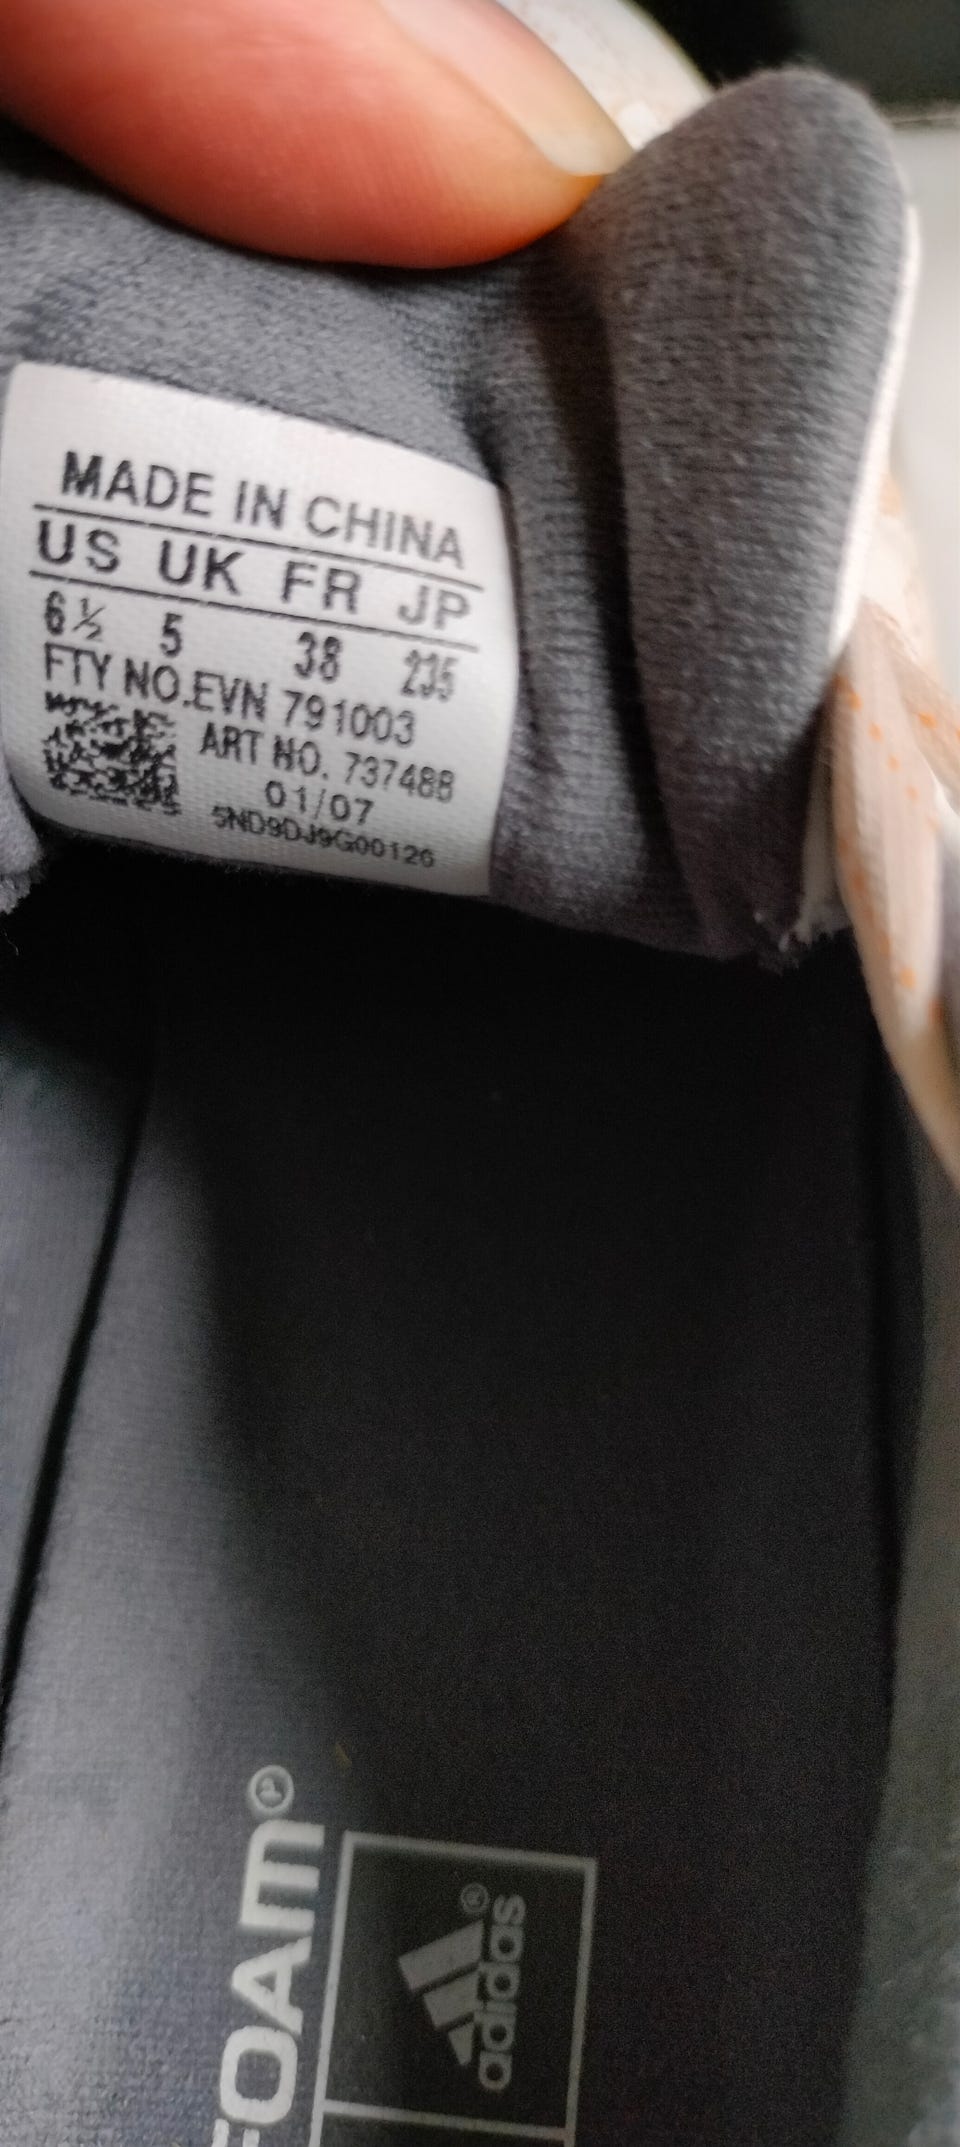 MADE IN CHINA
US UK FR JP
6½ 5 38 235
FTY NO.EVN 791003
ART NO. 737488
01/07
5ND9DJ9G00126
FOAM®
adidas®